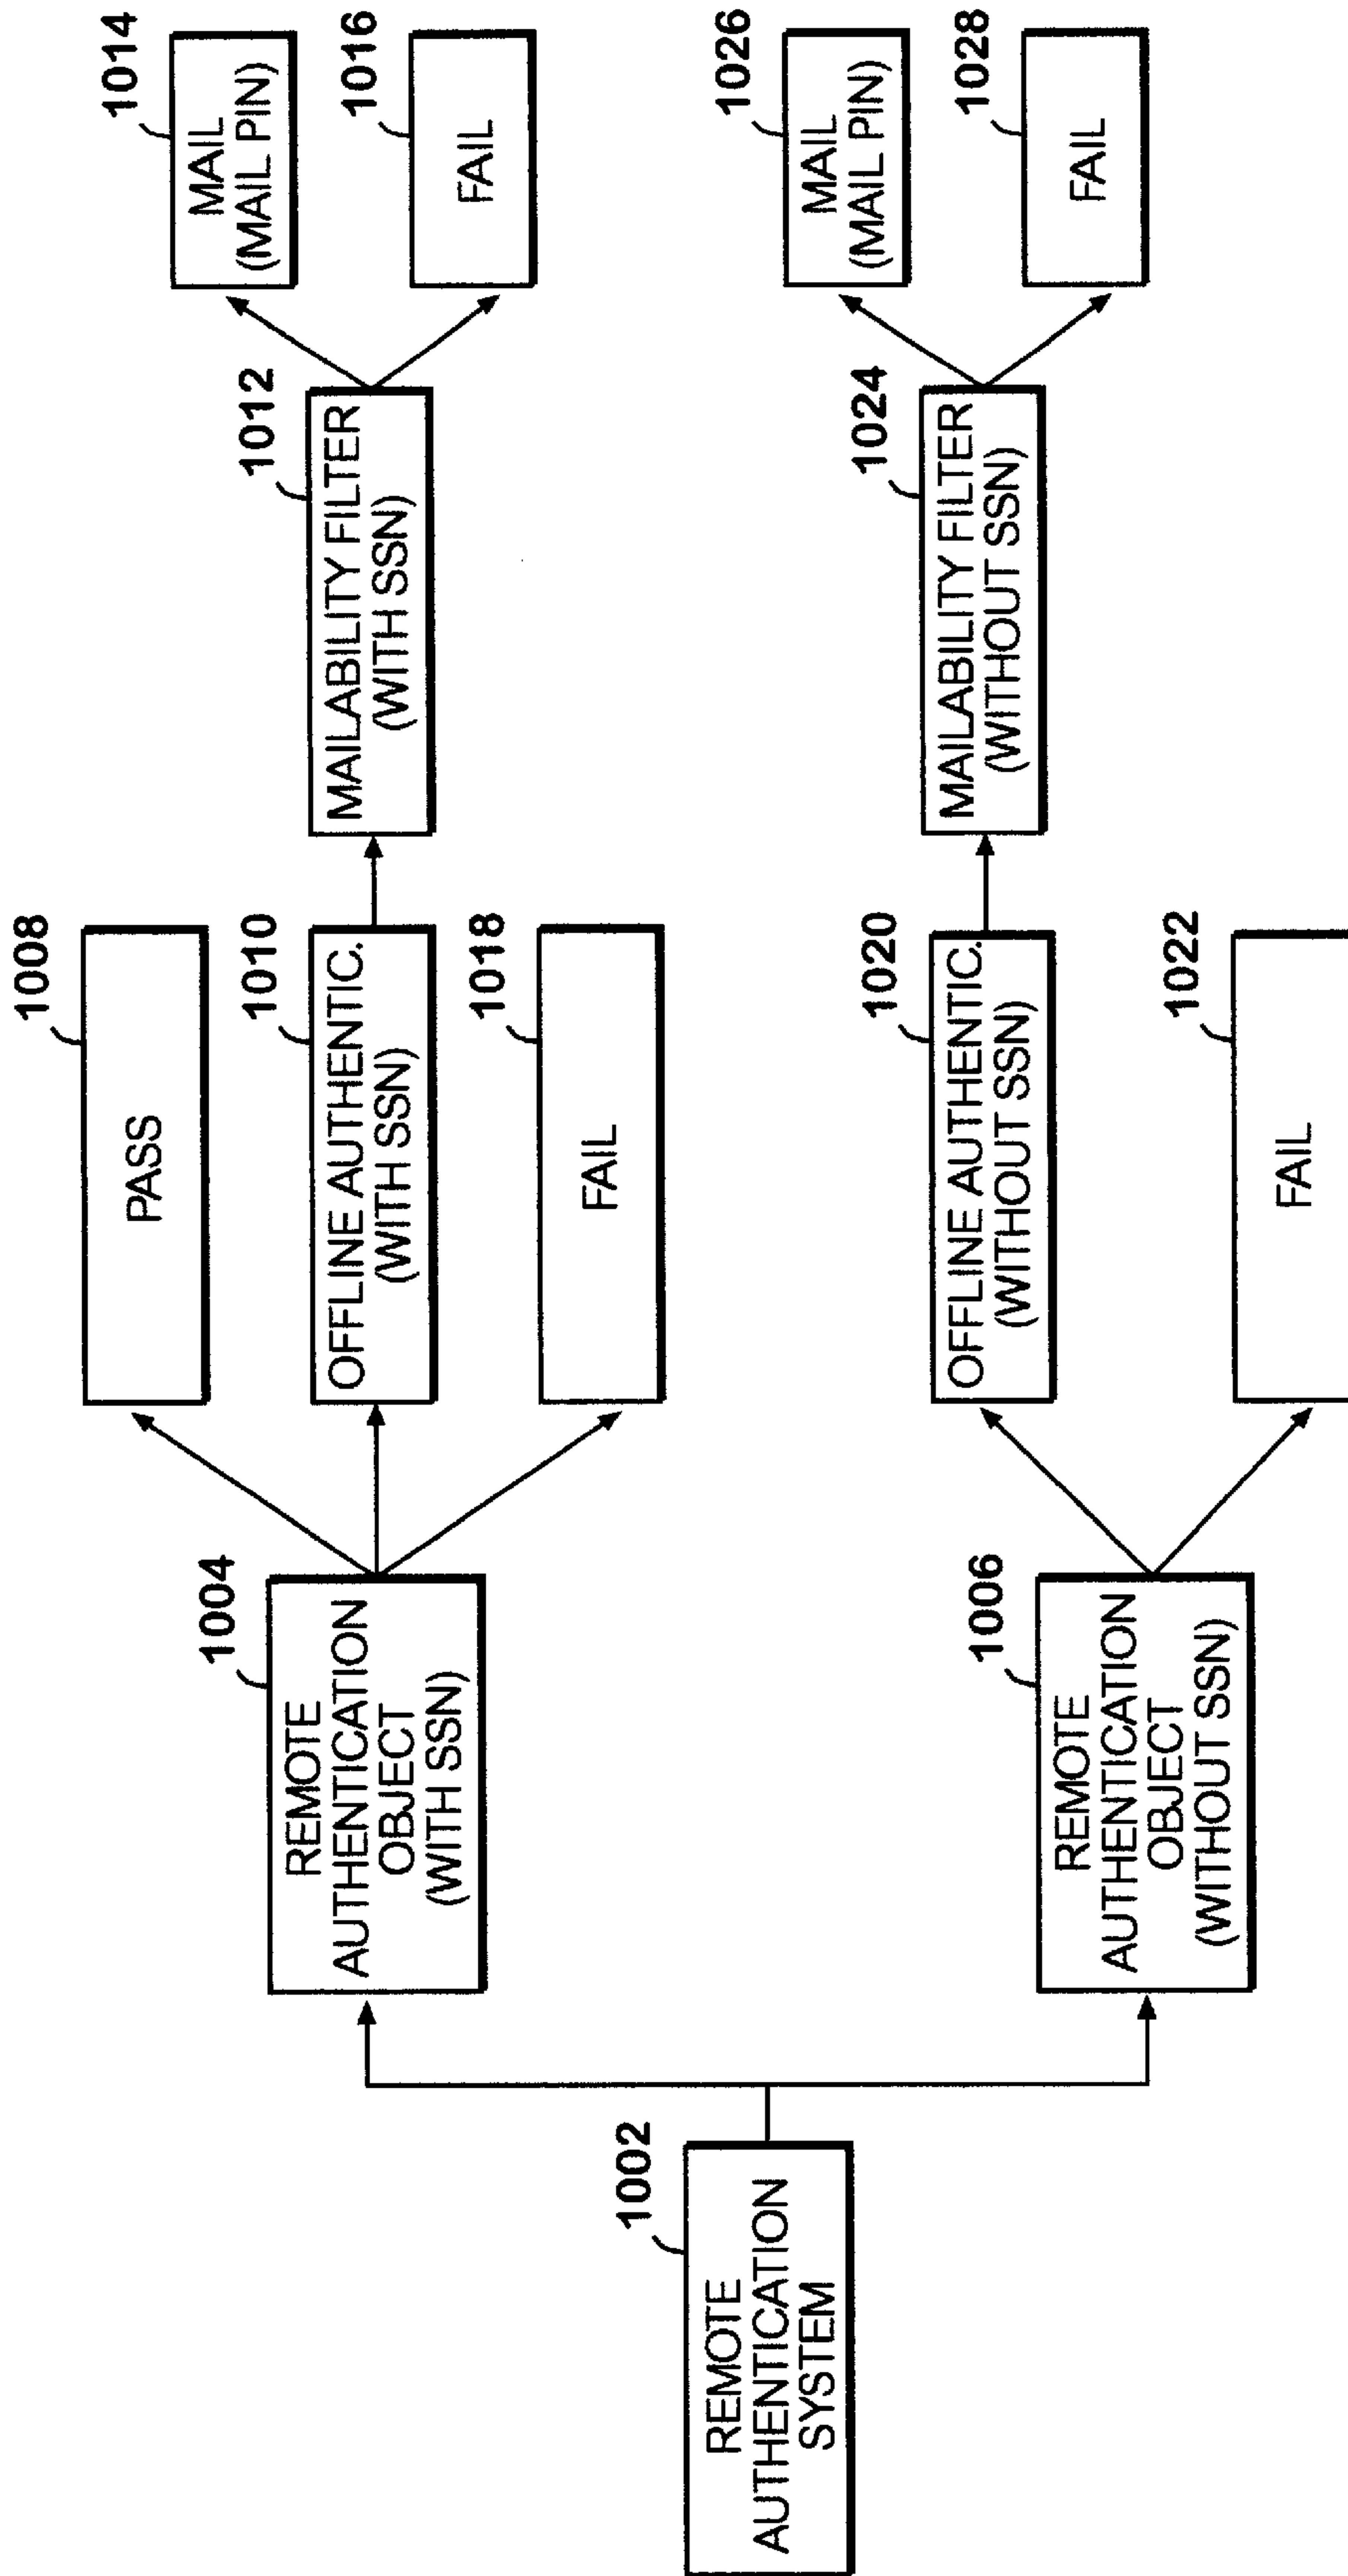 1002
REMOTE
AUTHENTICATION
SYSTEM
1004
REMOTE
AUTHENTICATION
OBJECT
(WITH SSN)
1006
REMOTE
AUTHENTICATION
OBJECT
(WITHOUT SSN)
1008
PASS
1010
OFFLINE AUTHENTIC.
(WITH SSN)
1018
FAIL
1020
OFFLINE AUTHENTIC.
(WITHOUT SSN)
1022
FAIL
1012
MAILABILITY FILTER
(WITH SSN)
1024
MAILABILITY FILTER
(WITHOUT SSN)
1014
MAIL
(MAIL PIN)
1016
FAIL
1026
MAIL
(MAIL PIN)
1028
FAIL